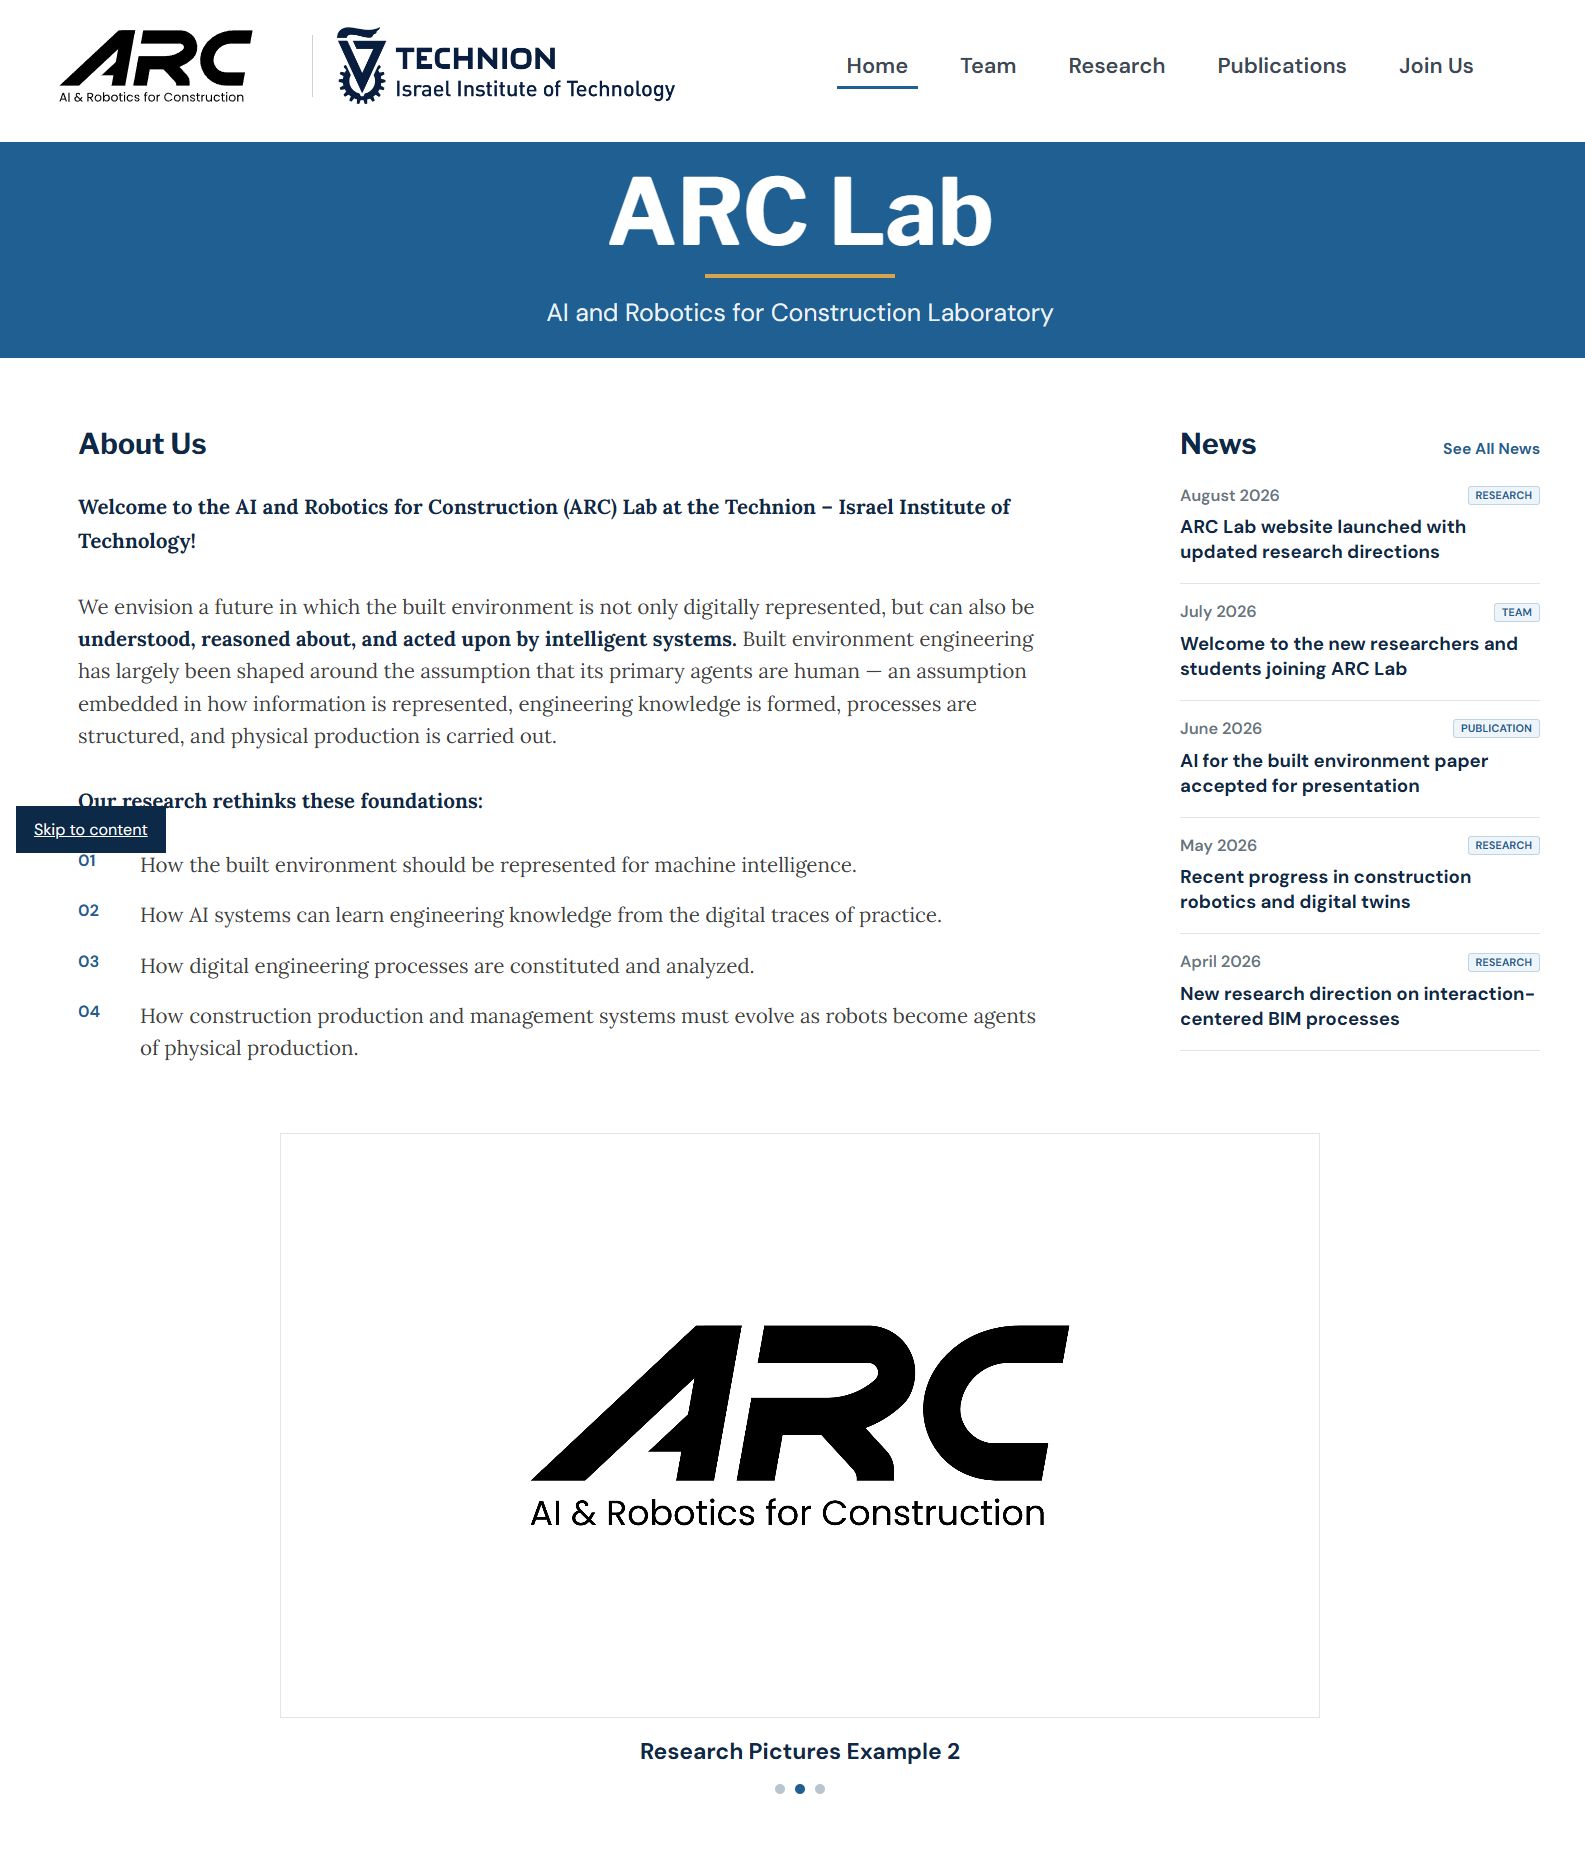 ARC
AI & Robotics for Construction
TECHNION
Israel Institute of Technology
Home
Team
Research
Publications
Join Us
ARC Lab
AI and Robotics for Construction Laboratory
About Us
Welcome to the AI and Robotics for Construction (ARC) Lab at the Technion – Israel Institute of
Technology!
We envision a future in which the built environment is not only digitally represented, but can also be
understood, reasoned about, and acted upon by intelligent systems. Built environment engineering
has largely been shaped around the assumption that its primary agents are human — an assumption
embedded in how information is represented, engineering knowledge is formed, processes are
structured, and physical production is carried out.
Our research rethinks these foundations:
Skip to content
01 How the built environment should be represented for machine intelligence.
02 How AI systems can learn engineering knowledge from the digital traces of practice.
03 How digital engineering processes are constituted and analyzed.
04 How construction production and management systems must evolve as robots become agents
of physical production.
News
See All News
August 2026 RESEARCH
ARC Lab website launched with
updated research directions
July 2026 TEAM
Welcome to the new researchers and
students joining ARC Lab
June 2026 PUBLICATION
AI for the built environment paper
accepted for presentation
May 2026 RESEARCH
Recent progress in construction
robotics and digital twins
April 2026 RESEARCH
New research direction on interaction-
centered BIM processes
ARC
AI & Robotics for Construction
Research Pictures Example 2